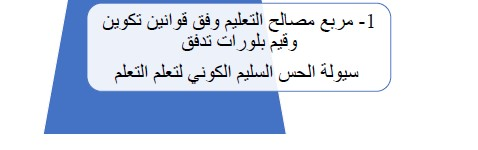 1- مربع مصالح التعليم وفق قوانين تكوين
وقيم بلورات تدفق
سيولة الحس السليم الكوني لتعلم التعلم